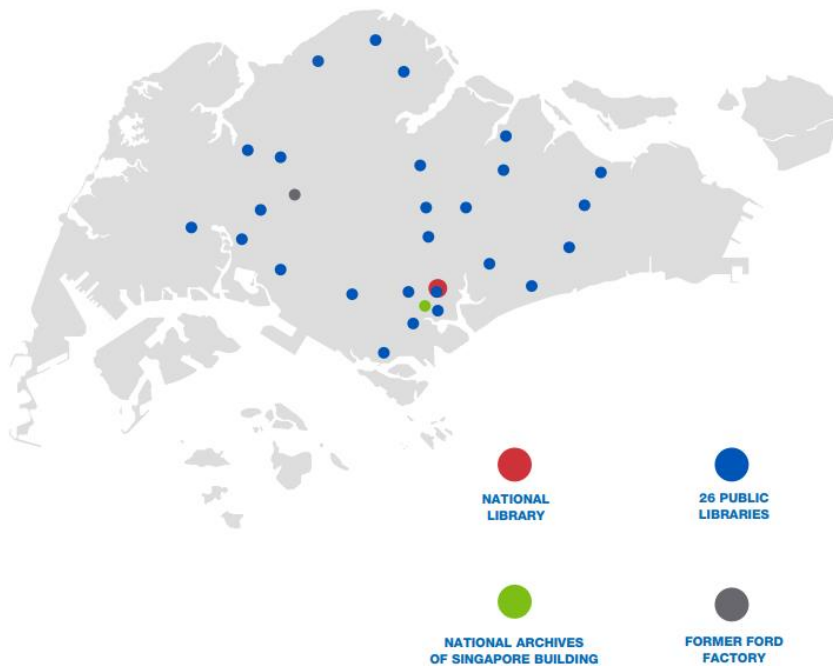 NATIONAL
LIBRARY
26 PUBLIC
LIBRARIES
NATIONAL ARCHIVES
OF SINGAPORE BUILDING
FORMER FORD
FACTORY